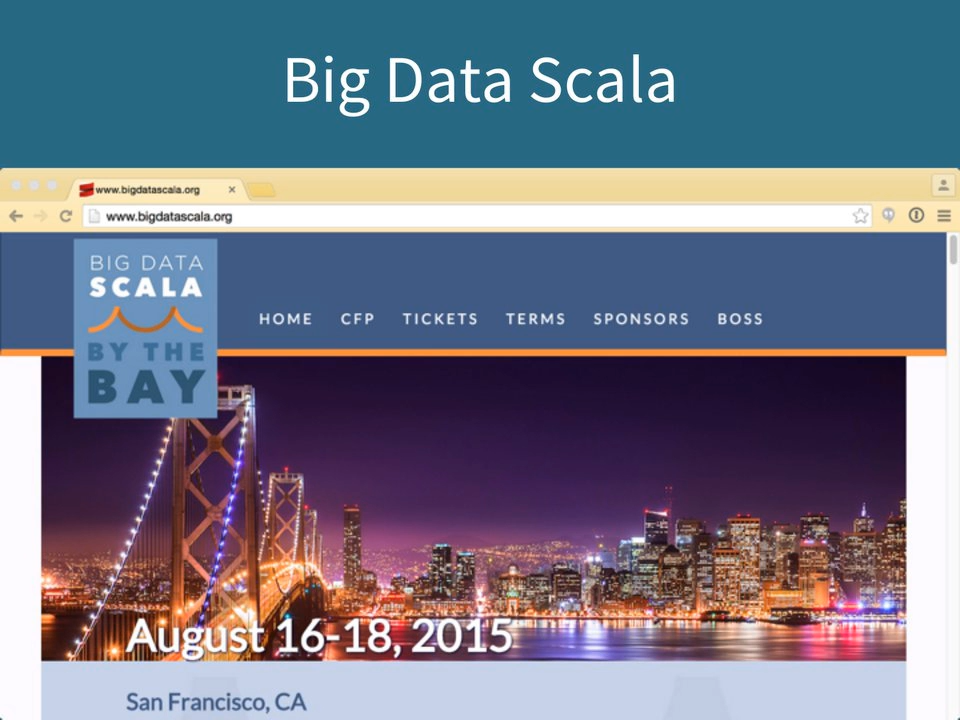 Big Data Scala
www.bigdatascala.org
www.bigdatascala.org
BIG DATA
SCALA
BY THE
BAY
HOME CFP TICKETS TERMS SPONSORS BOSS
August 16-18, 2015
San Francisco, CA